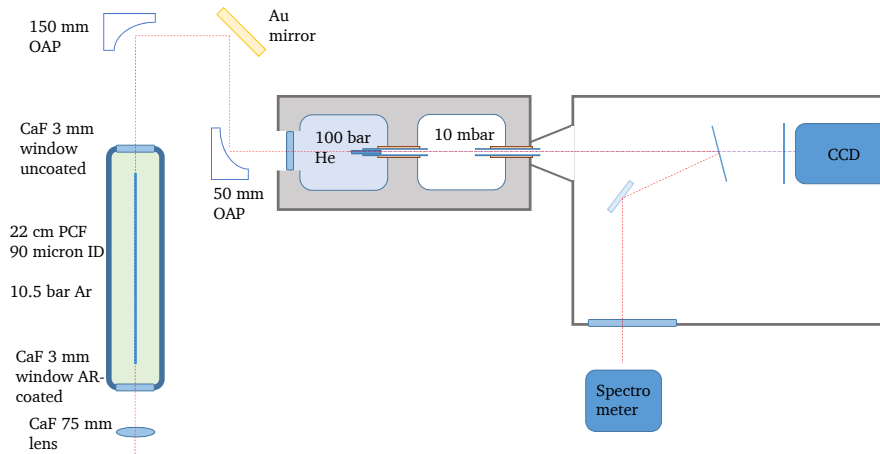 150 mm
OAP
Au
mirror
CaF 3 mm
window
uncoated
50 mm
OAP
100 bar
He
10 mbar
CCD
22 cm PCF
90 micron ID
10.5 bar Ar
CaF 3 mm
window AR-
coated
CaF 75 mm
lens
Spectro
meter